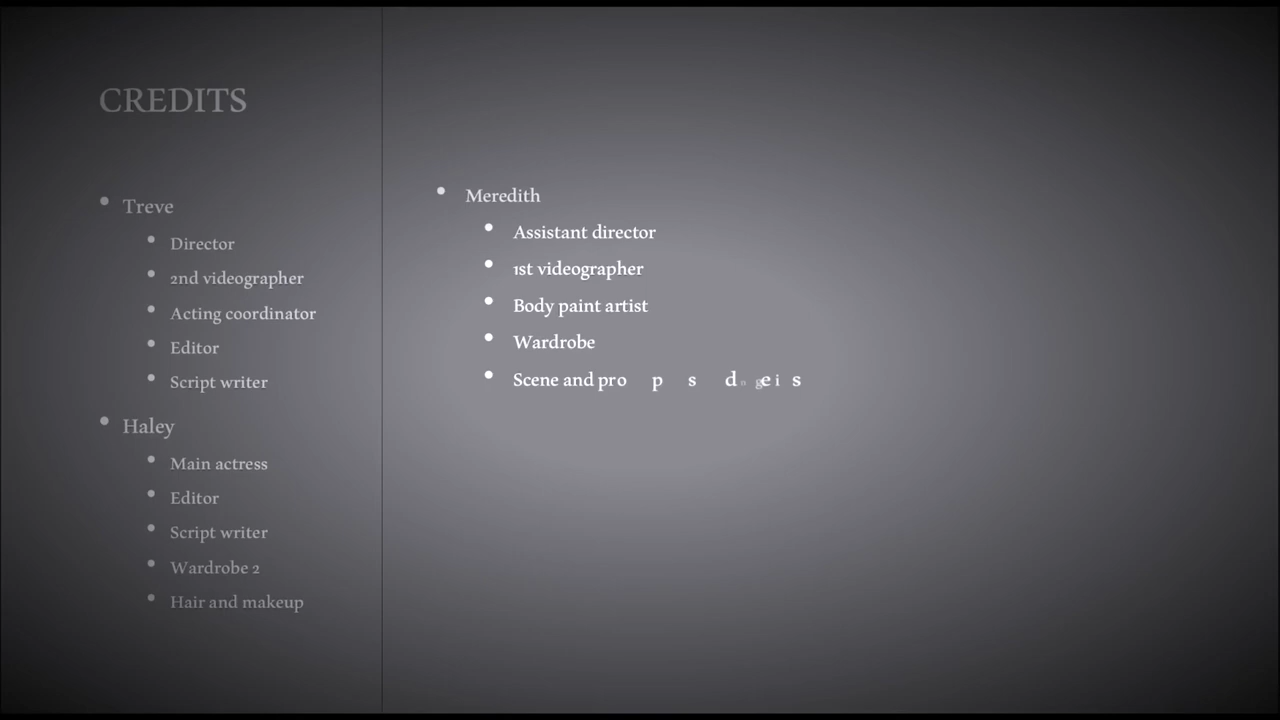 CREDITS
Treve
Director
2nd videographer
Acting coordinator
Editor
Script writer
Haley
Main actress
Editor
Script writer
Wardrobe 2
Hair and makeup
Meredith
Assistant director
1st videographer
Body paint artist
Wardrobe
Scene and props